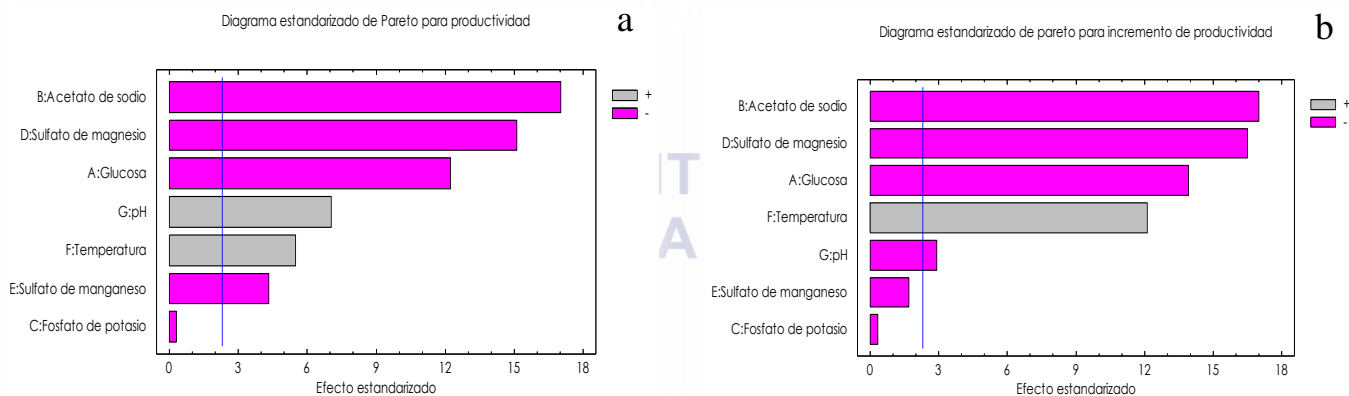 Diagrama estandarizado de Pareto para productividad
a
B:Acetato de sodio
D:Sulfato de magnesio
A:Glucosa
G:pH
F:Temperatura
E:Sulfato de manganeso
C:Fosfato de potasio
0 3 6 9 12 15 18
Efecto estandarizado
+
-
IT
A
Diagrama estandarizado de pareto para incremento de productividad
b
B:Acetato de sodio
D:Sulfato de magnesio
A:Glucosa
F:Temperatura
G:pH
E:Sulfato de manganeso
C:Fosfato de potasio
0 3 6 9 12 15 18
Efecto estandarizado
+
-